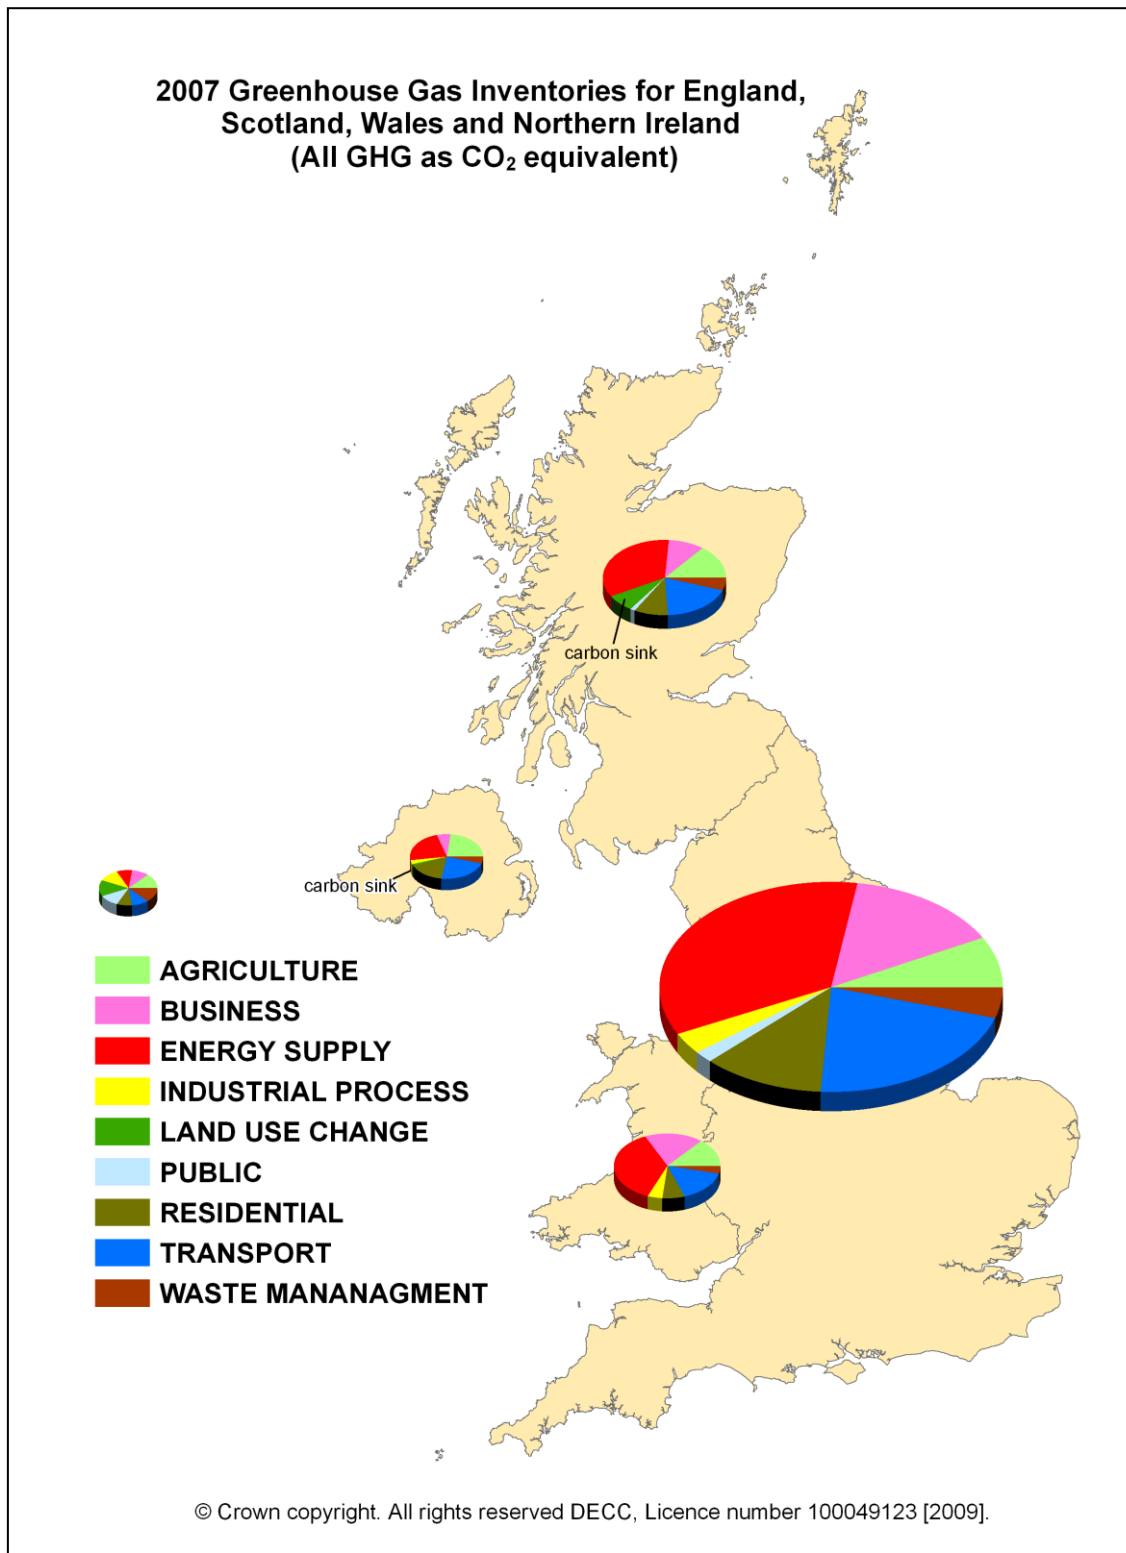 2007 Greenhouse Gas Inventories for England,
Scotland, Wales and Northern Ireland
(All GHG as CO₂ equivalent)
carbon sink
carbon sink
AGRICULTURE
BUSINESS
ENERGY SUPPLY
INDUSTRIAL PROCESS
LAND USE CHANGE
PUBLIC
RESIDENTIAL
TRANSPORT
WASTE MANANAGMENT
© Crown copyright. All rights reserved DECC, Licence number 100049123 [2009].